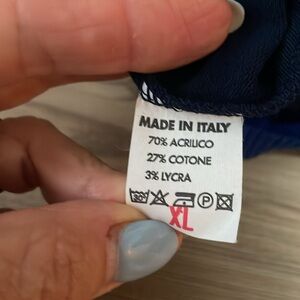 MADE IN ITALY
70% ACRILICO
27% COTONE
3% LYCRA
P
XL